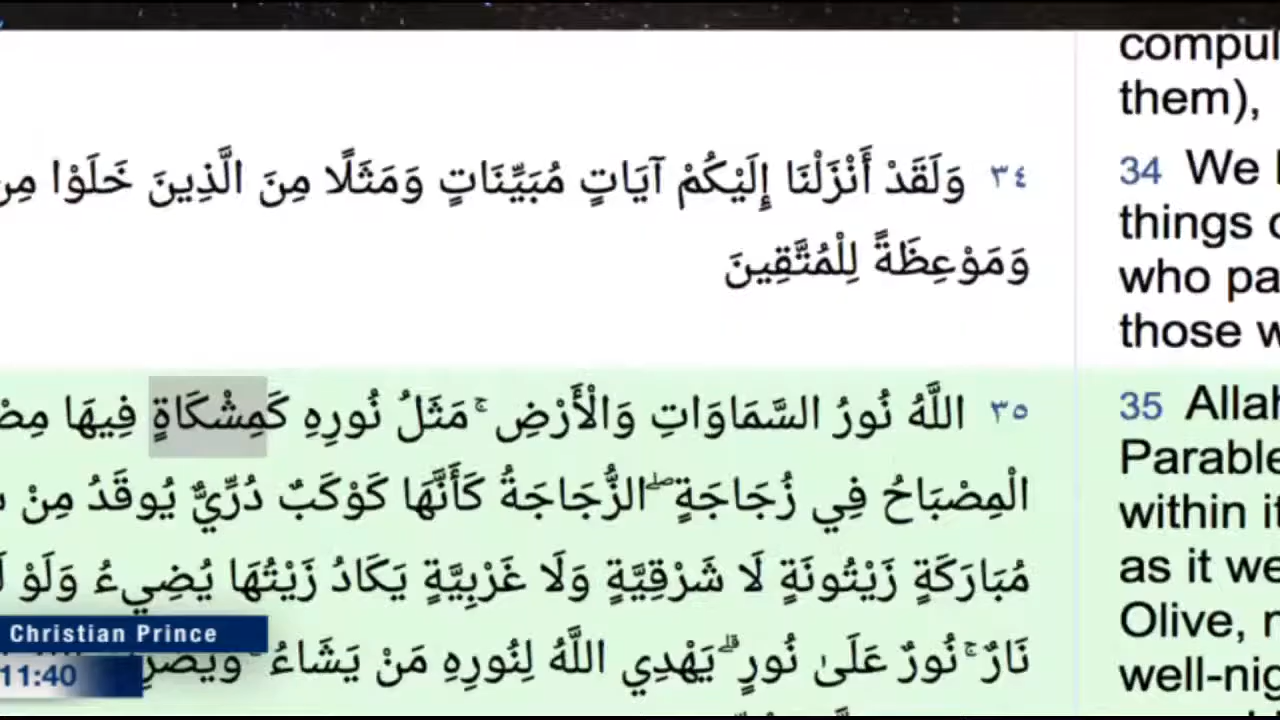 ٣٤ وَلَقَدْ أَنْزَلْنَا إِلَيْكُمْ آيَاتٍ مُبَيِّنَاتٍ وَمَثَلًا مِنَ الَّذِينَ خَلَوْا مِنْ
وَمَوْعِظَةً لِلْمُتَّقِينَ
٣٥ اللَّهُ نُورُ السَّمَاوَاتِ وَالْأَرْضِ ۚ مَثَلُ نُورِهِ كَمِشْكَاةٍ فِيهَا
الْمِصْبَاحُ فِي زُجَاجَةٍ ۖ الزُّجَاجَةُ كَأَنَّهَا كَوْكَبٌ دُرِّيٌّ يُوقَدُ مِنْ
مُبَارَكَةٍ زَيْتُونَةٍ لَا شَرْقِيَّةٍ وَلَا غَرْبِيَّةٍ يَكَادُ زَيْتُهَا يُضِيءُ وَلَوْ
نَارٌ ۚ نُورٌ عَلَىٰ نُورٍ ۗ يَهْدِي اللَّهُ لِنُورِهِ مَنْ يَشَاءُ ۚ
compul
them),
34 We
things
who pa
those w
35 Allah
Parable
within if
as it we
Olive, n
well-nig
Christian Prince
11:40